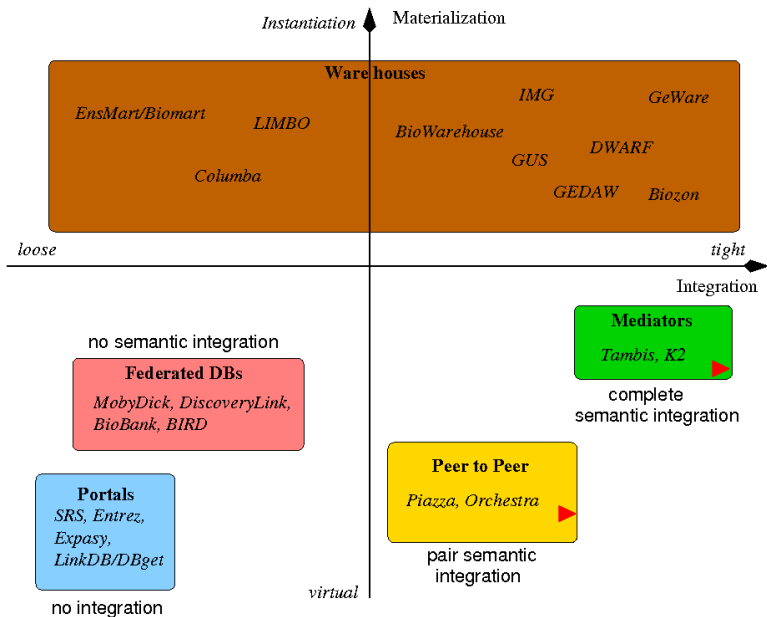 Instantiation
Materialization
Warehouses
EnsMart/Biomart
LIMBO
Columba
IMG
GeWare
BioWarehouse
DWARF
GUS
GEDAW
Biozon
loose
tight
Integration
no semantic integration
Federated DBs
MobyDick, DiscoveryLink,
BioBank, BIRD
Mediators
Tambis, K2
complete
semantic integration
Portals
SRS, Entrez,
Expasy,
LinkDB/DBget
no integration
Peer to Peer
Piazza, Orchestra
pair semantic
integration
virtual